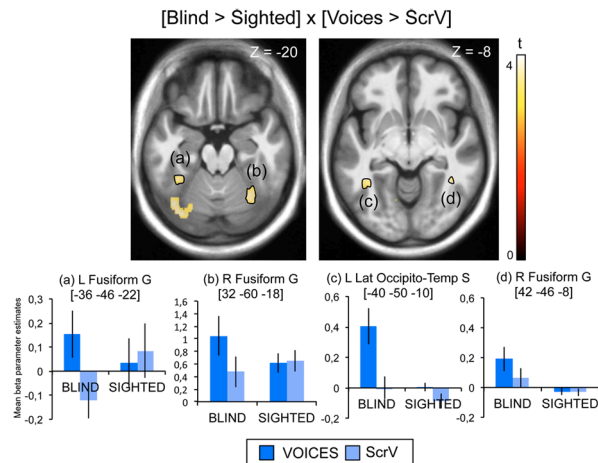 [Blind > Sighted] x [Voices > ScrV]
Z = -20
Z = -8
t
4
0
(a)
(b)
(c)
(d)
(a) L Fusiform G
[-36 -46 -22]
(b) R Fusiform G
[32 -60 -18]
(c) L Lat Occipito-Temp S
[-40 -50 -10]
(d) R Fusiform G
[42 -46 -8]
Mean beta parameter estimates
0,3
0,2
0,1
0
-0,1
-0,2
BLIND
SIGHTED
1,6
1,4
1,2
1
0,8
0,6
0,4
0,2
0
BLIND
SIGHTED
0,6
0,4
0,2
0
-0,2
BLIND
SIGHTED
0,6
0,4
0,2
0
-0,2
BLIND
SIGHTED
VOICES
ScrV